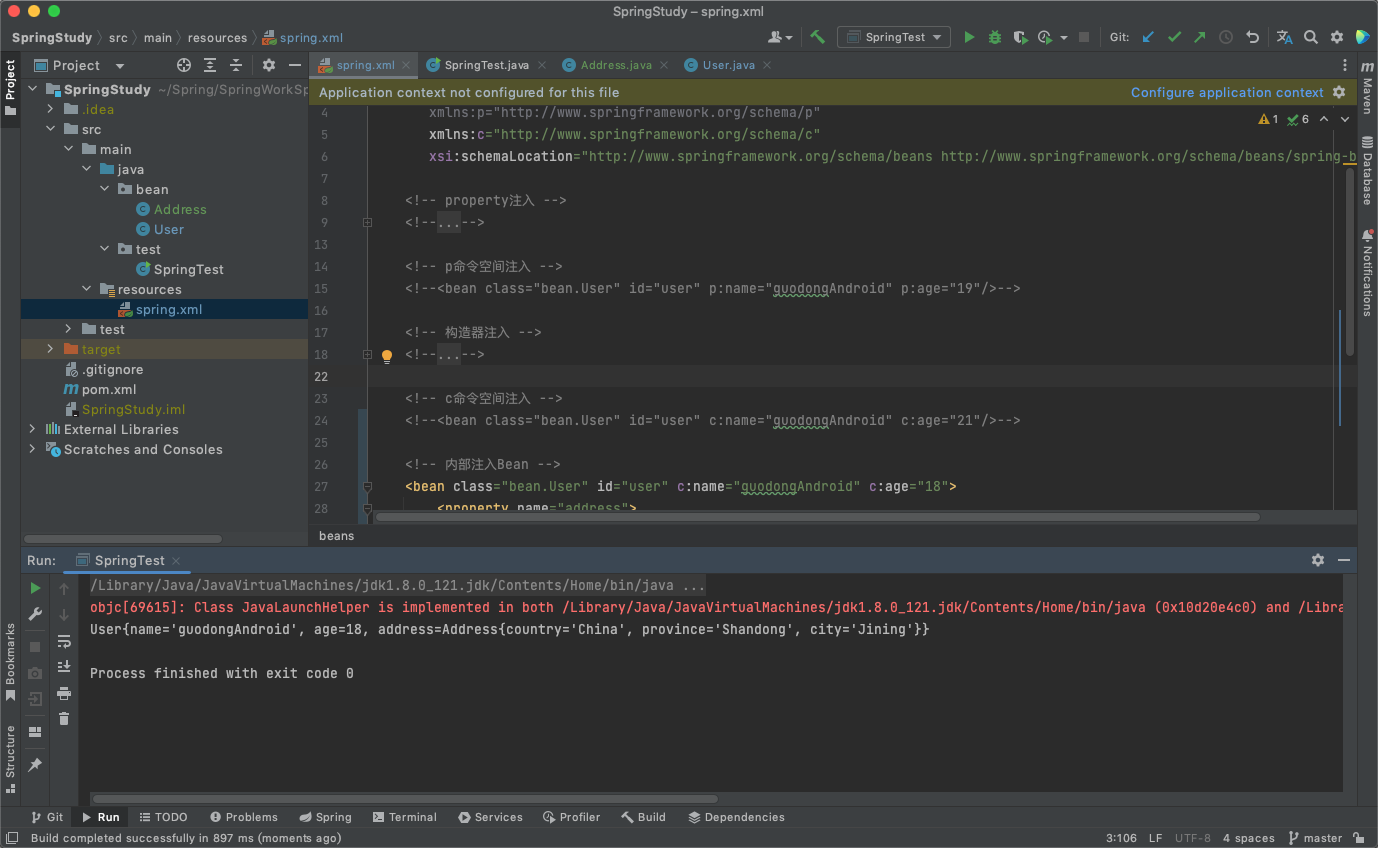 SpringStudy – spring.xml
SpringStudy src main resources spring.xml
SpringTest
Git:
Project
spring.xml SpringTest.java Address.java User.java
Application context not configured for this file Configure application context
SpringStudy ~/Spring/SpringWorkSp
.idea
src
main
java
bean
Address
User
test
SpringTest
resources
spring.xml
test
target
.gitignore
pom.xml
SpringStudy.iml
External Libraries
Scratches and Consoles
1 6
4 xmlns:p="http://www.springframework.org/schema/p"
5 xmlns:c="http://www.springframework.org/schema/c"
6 xsi:schemaLocation="http://www.springframework.org/schema/beans http://www.springframework.org/schema/beans/spring-b
7
8 <!-- property注入 -->
9 <!--...-->
13
14 <!-- p命令空间注入 -->
15 <!--<bean class="bean.User" id="user" p:name="guodongAndroid" p:age="19"/>-->
16
17 <!-- 构造器注入 -->
18 <!--...-->
22
23 <!-- c命令空间注入 -->
24 <!--<bean class="bean.User" id="user" c:name="guodongAndroid" c:age="21"/>-->
25
26 <!-- 内部注入Bean -->
27 <bean class="bean.User" id="user" c:name="guodongAndroid" c:age="18">
28 <property name="address">
beans
Project
Bookmarks
Structure
Maven
Database
Notifications
Run: SpringTest
/Library/Java/JavaVirtualMachines/jdk1.8.0_121.jdk/Contents/Home/bin/java ...
objc[69615]: Class JavaLaunchHelper is implemented in both /Library/Java/JavaVirtualMachines/jdk1.8.0_121.jdk/Contents/Home/bin/java (0x10d20e4c0) and /Libra
User{name='guodongAndroid', age=18, address=Address{country='China', province='Shandong', city='Jining'}}
Process finished with exit code 0
Git Run TODO Problems Spring Terminal Services Profiler Build Dependencies
Build completed successfully in 897 ms (moments ago) 3:106 LF UTF-8 4 spaces master